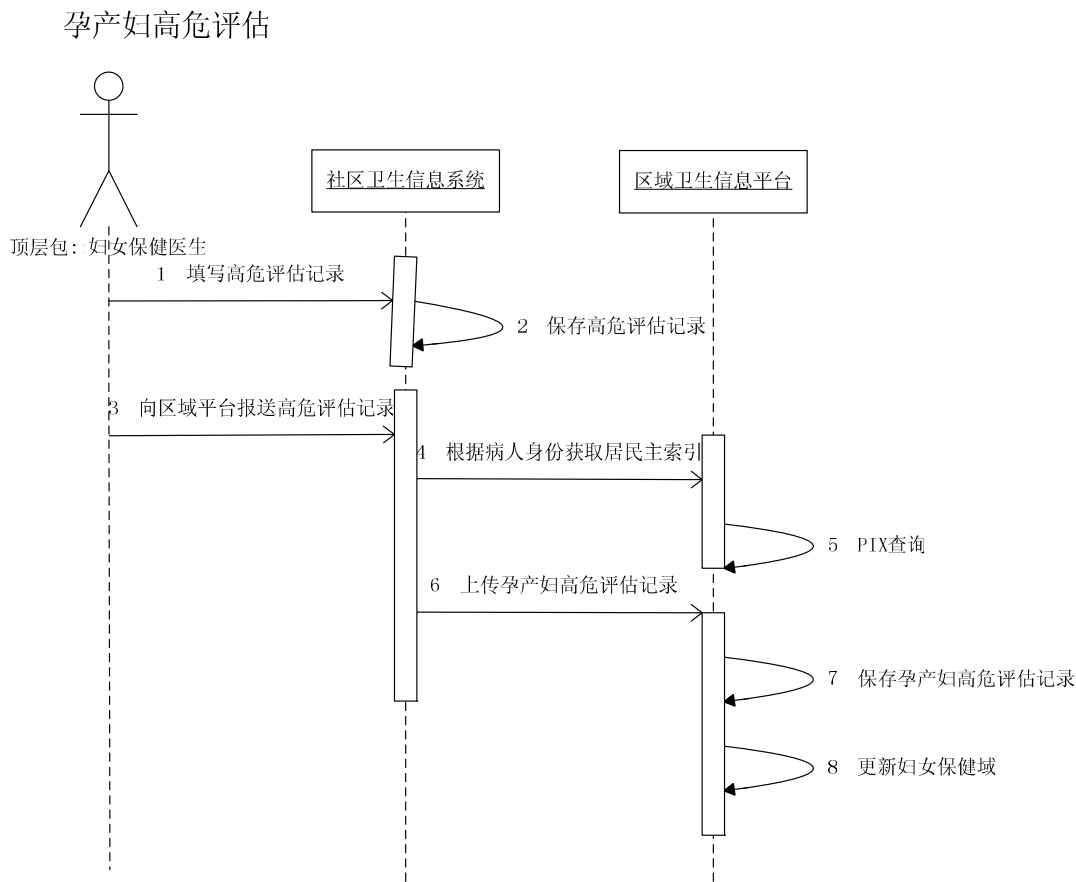 孕产妇高危评估
社区卫生信息系统
区域卫生信息平台
顶层包: 妇女保健医生
1 填写高危评估记录
2 保存高危评估记录
3 向区域平台报送高危评估记录
4 根据病人身份获取居民主索引
5 PIX查询
6 上传孕产妇高危评估记录
7 保存孕产妇高危评估记录
8 更新妇女保健域